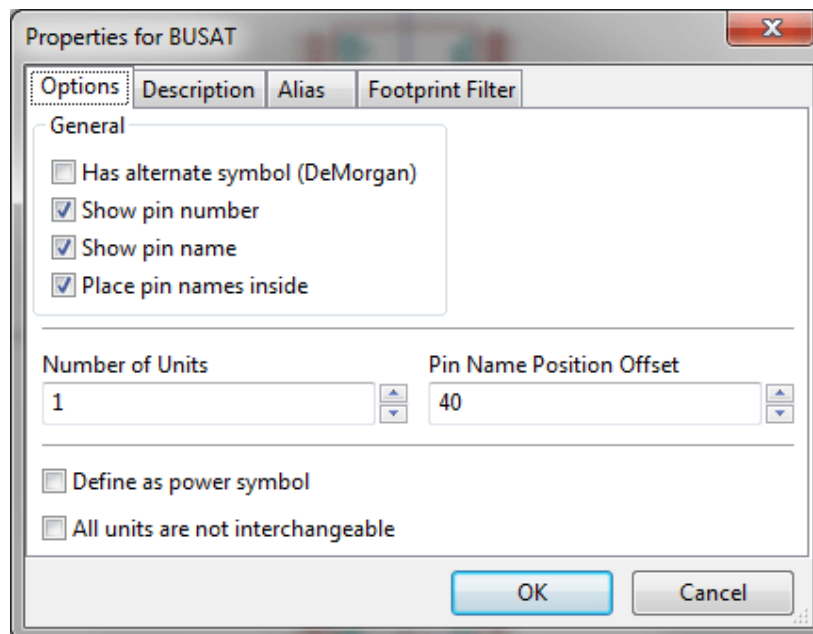 Properties for BUSAT
Options Description Alias Footprint Filter
General
Has alternate symbol (DeMorgan)
Show pin number
Show pin name
Place pin names inside
Number of Units Pin Name Position Offset
1 40
Define as power symbol
All units are not interchangeable
OK Cancel